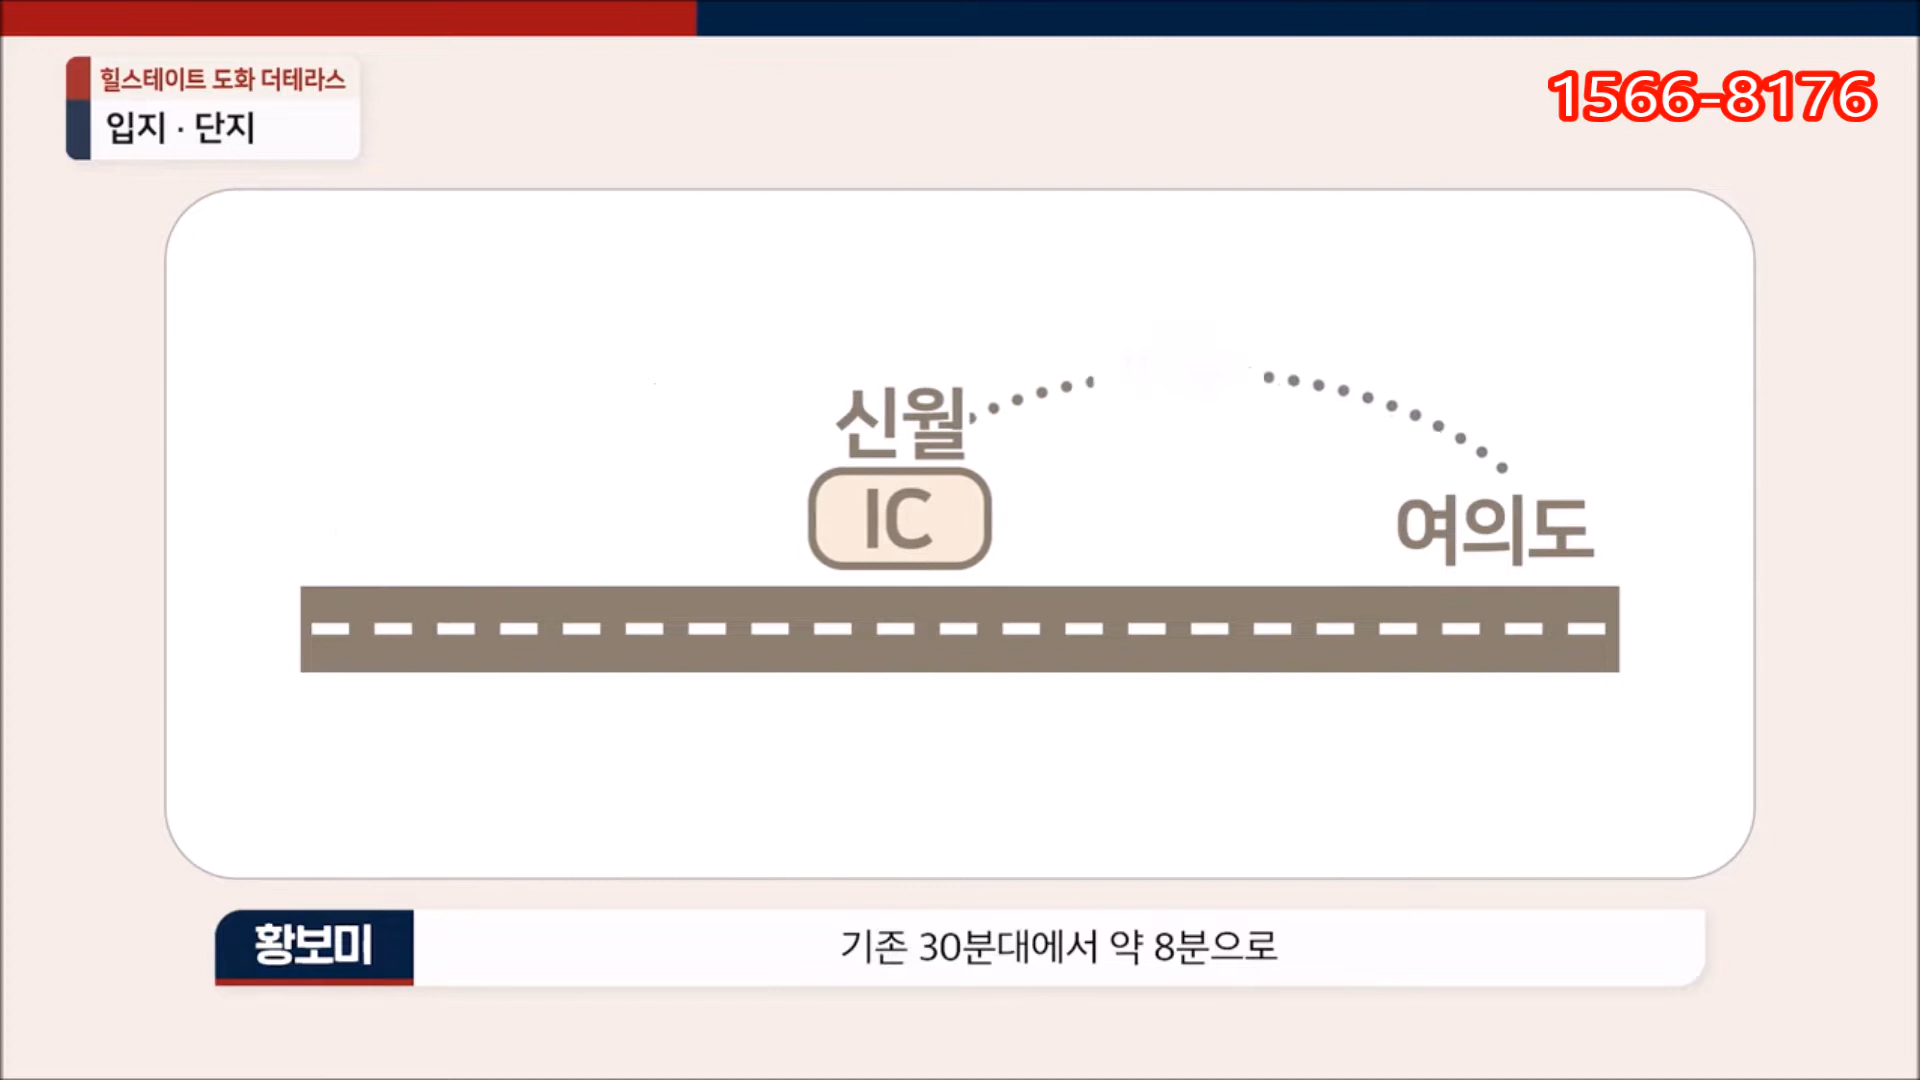 힐스테이트 도화 더테라스
입지 · 단지
1566-8176
신월
IC
여의도
황보미
기존 30분대에서 약 8분으로